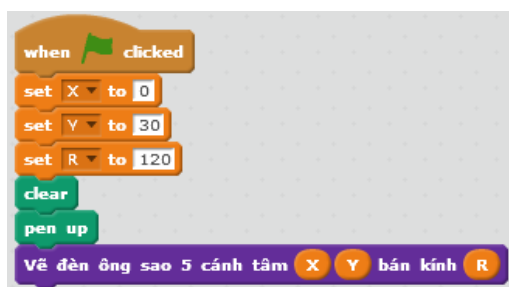 when clicked
set X to 0
set Y to 30
set R to 120
clear
pen up
Vẽ đèn ông sao 5 cánh tâm X Y bán kính R